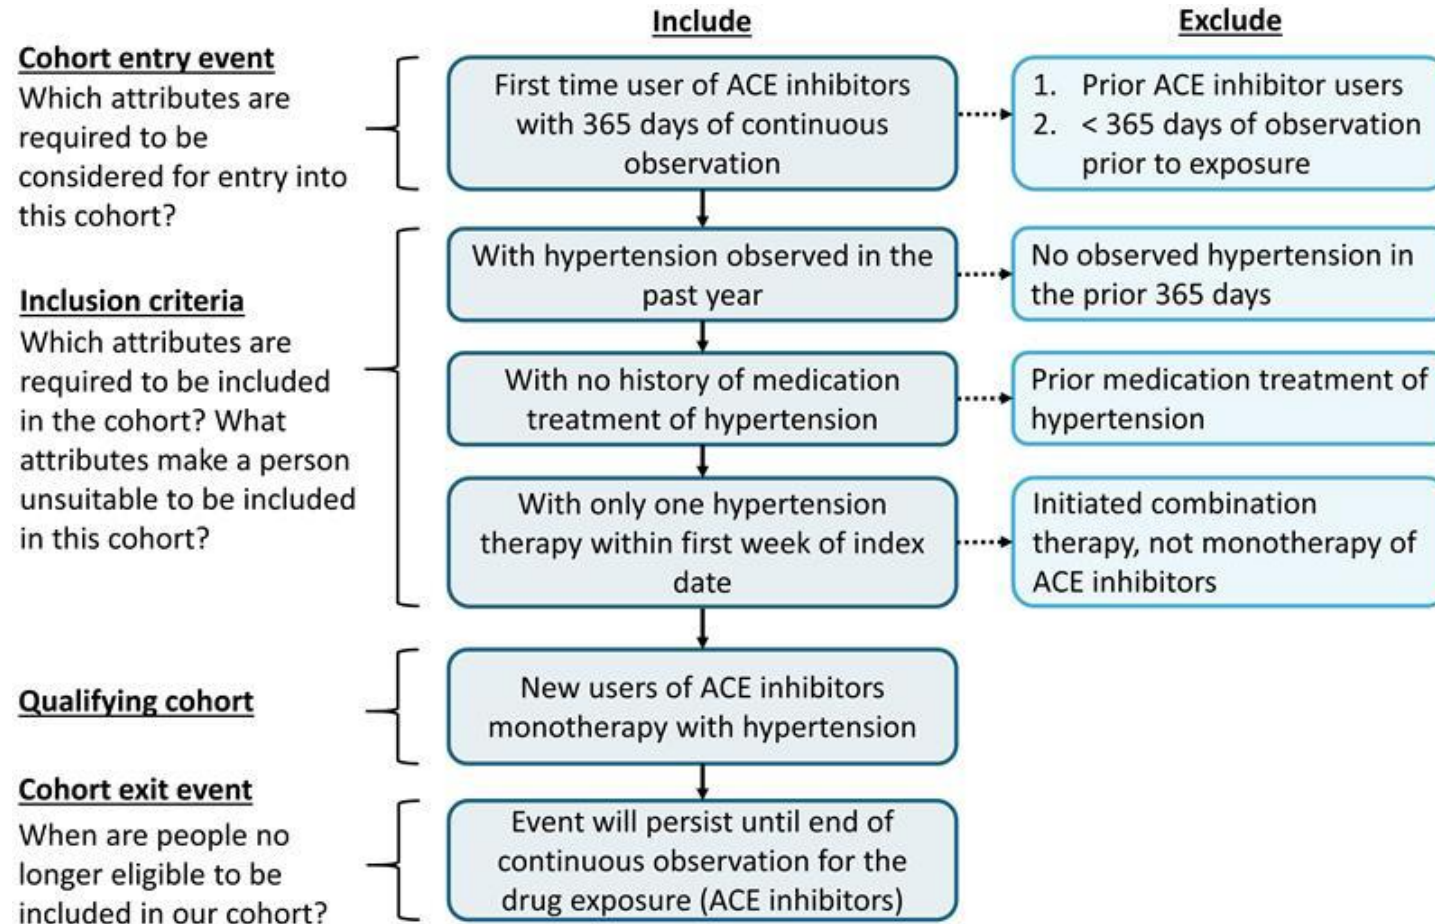 Include
Exclude
Cohort entry event
Which attributes are
required to be
considered for entry into
this cohort?
First time user of ACE inhibitors
with 365 days of continuous
observation
1. Prior ACE inhibitor users
2. < 365 days of observation
prior to exposure
Inclusion criteria
Which attributes are
required to be included
in the cohort? What
attributes make a person
unsuitable to be included
in this cohort?
With hypertension observed in the
past year
No observed hypertension in
the prior 365 days
With no history of medication
treatment of hypertension
Prior medication treatment of
hypertension
With only one hypertension
therapy within first week of index
date
Initiated combination
therapy, not monotherapy of
ACE inhibitors
Qualifying cohort
New users of ACE inhibitors
monotherapy with hypertension
Cohort exit event
When are people no
longer eligible to be
included in our cohort?
Event will persist until end of
continuous observation for the
drug exposure (ACE inhibitors)